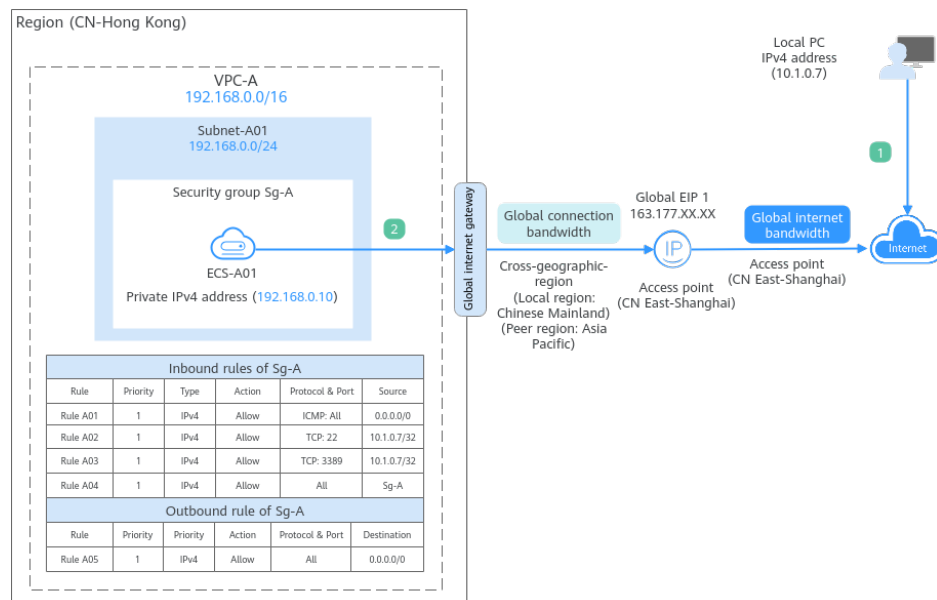 Region (CN-Hong Kong)
VPC-A
192.168.0.0/16
Subnet-A01
192.168.0.0/24
Security group Sg-A
ECS-A01
Private IPv4 address (192.168.0.10)
2
Global internet gateway
Global connection
bandwidth
Cross-geographic-
region
(Local region:
Chinese Mainland)
(Peer region: Asia
Pacific)
Global EIP 1
163.177.XX.XX
IP
Access point
(CN East-Shanghai)
Global internet
bandwidth
Access point
(CN East-Shanghai)
Local PC
IPv4 address
(10.1.0.7)
1
Internet
Inbound rules of Sg-A
Rule Priority Type Action Protocol & Port Source
Rule A01 1 IPv4 Allow ICMP: All 0.0.0.0/0
Rule A02 1 IPv4 Allow TCP: 22 10.1.0.7/32
Rule A03 1 IPv4 Allow TCP: 3389 10.1.0.7/32
Rule A04 1 IPv4 Allow All Sg-A
Outbound rule of Sg-A
Rule Priority Priority Action Protocol & Port Destination
Rule A05 1 IPv4 Allow All 0.0.0.0/0